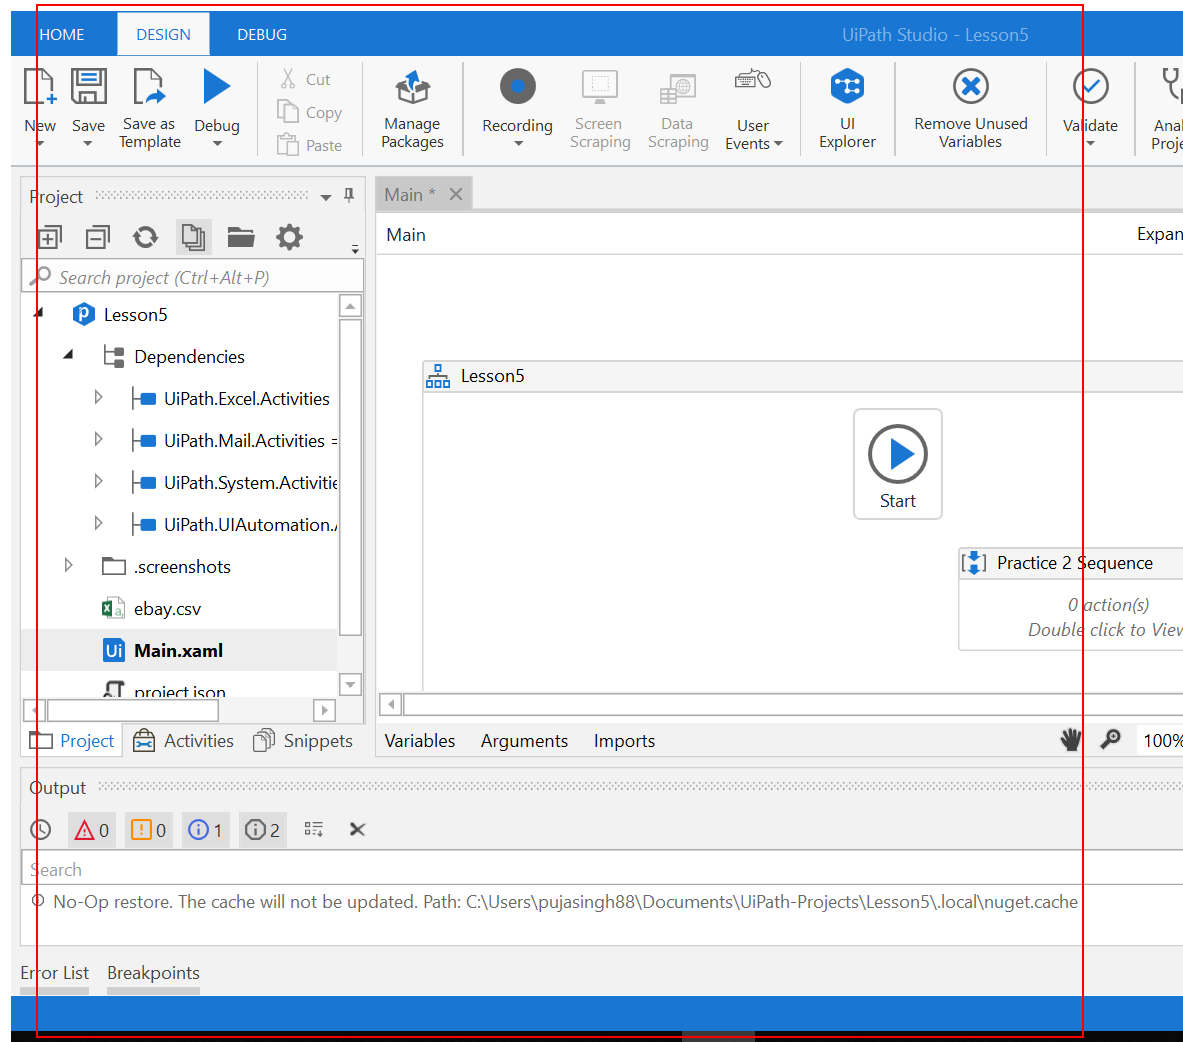 HOME DESIGN DEBUG UiPath Studio - Lesson5
New Save Save as Template Debug Cut Copy Paste Manage Packages Recording Screen Scraping Data Scraping User Events UI Explorer Remove Unused Variables Validate Anal Proje
Project Main *
Main Expan
Search project (Ctrl+Alt+P)
Lesson5
Dependencies
UiPath.Excel.Activities
UiPath.Mail.Activities =
UiPath.System.Activitie
UiPath.UIAutomation.
.screenshots
ebay.csv
Ui Main.xaml
project.json
Lesson5
Start
Practice 2 Sequence
0 action(s)
Double click to View
Project Activities Snippets Variables Arguments Imports 100%
Output
0 0 1 2
Search
No-Op restore. The cache will not be updated. Path: C:\Users\pujasingh88\Documents\UiPath-Projects\Lesson5\.local\nuget.cache
Error List Breakpoints